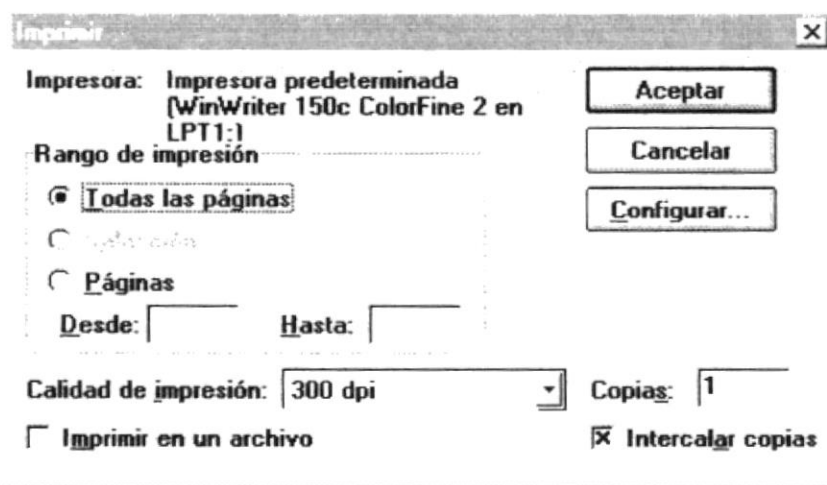 Imprimir
Impresora: Impresora predeterminada
(WinWriter 150c ColorFine 2 en
LPT1:)
Aceptar
Cancelar
Configurar...
Rango de impresión
Todas las páginas
Selección
Páginas
Desde:
Hasta:
Calidad de impresión: 300 dpi
Copias: 1
Imprimir en un archivo
Intercalar copias